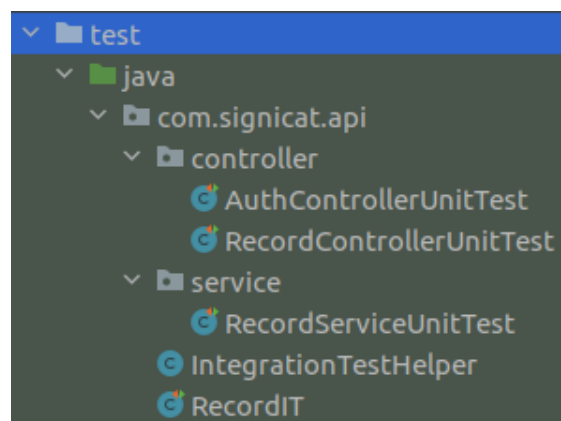 test
java
com.signicat.api
controller
AuthControllerUnitTest
RecordControllerUnitTest
service
RecordServiceUnitTest
IntegrationTestHelper
RecordIT